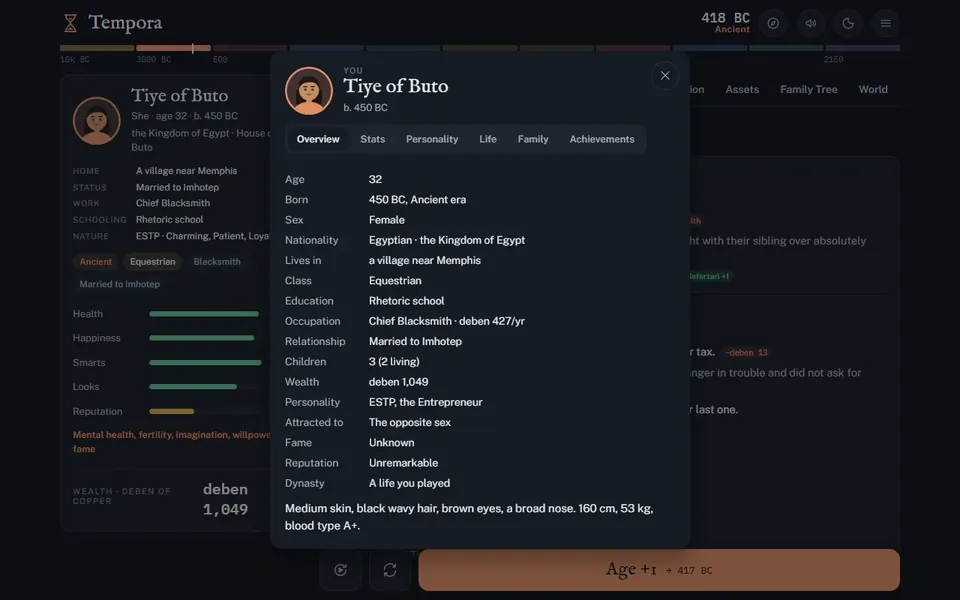 Tempora
418 BC
Ancient
10k BC
3000 BC
500
2150
Tiye of Buto
She · age 32 · b. 450 BC
the Kingdom of Egypt · House
Buto
HOME A village near Memphis
STATUS Married to Imhotep
WORK Chief Blacksmith
SCHOOLING Rhetoric school
NATURE ESTP · Charming, Patient, Loyal
Ancient
Equestrian
Blacksmith
Married to Imhotep
Health
Happiness
Smarts
Looks
Reputation
Mental health, fertility, imagination, willpower
fame
WEALTH · DEBEN OF
COPPER
deben
1,049
YOU
Tiye of Buto
b. 450 BC
Overview Stats Personality Life Family Achievements
Age 32
Born 450 BC, Ancient era
Sex Female
Nationality Egyptian · the Kingdom of Egypt
Lives in a village near Memphis
Class Equestrian
Education Rhetoric school
Occupation Chief Blacksmith · deben 427/yr
Relationship Married to Imhotep
Children 3 (2 living)
Wealth deben 1,049
Personality ESTP, the Entrepreneur
Attracted to The opposite sex
Fame Unknown
Reputation Unremarkable
Dynasty A life you played
Medium skin, black wavy hair, brown eyes, a broad nose. 160 cm, 53 kg,
blood type A+.
Assets Family Tree World
with their sibling over absolutely
Nefertari +1
tax. −deben 13
in trouble and did not ask for
last one.
Age +1 → 417 BC